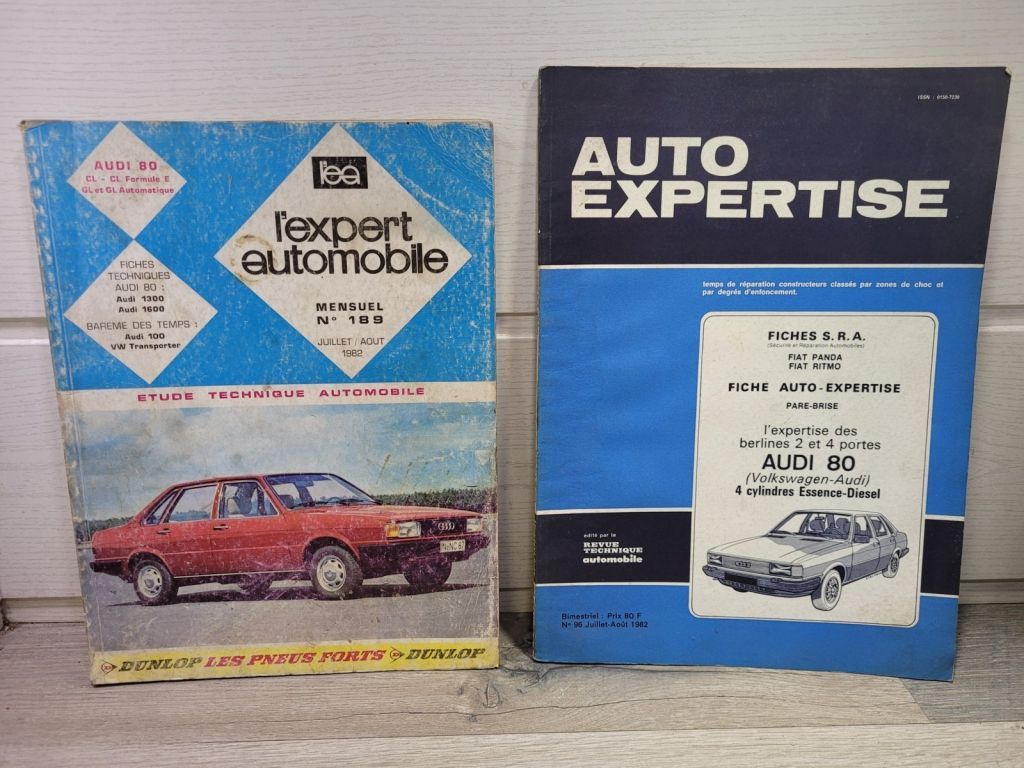 AUDI 80
CL - CL Formule E
GL et GL Automatique
l'ea
l'expert
automobile
MENSUEL
N° 189
JUILLET / AOUT
1982
FICHES
TECHNIQUES
AUDI 80 :
Audi 1300
Audi 1600
BAREME DES TEMPS :
Audi 100
VW Transporter
ETUDE TECHNIQUE AUTOMOBILE
DUNLOP LES PNEUS FORTS DUNLOP
ISSN : 0150-7230
AUTO
EXPERTISE
temps de réparation constructeurs classés par zones de choc et
par degrés d'enfoncement.
FICHES S.R.A.
(Sécurité et Réparation Automobiles)
FIAT PANDA
FIAT RITMO
FICHE AUTO-EXPERTISE
PARE-BRISE
l'expertise des
berlines 2 et 4 portes
AUDI 80
(Volkswagen-Audi)
4 cylindres Essence-Diesel
edité par la
REVUE
TECHNIQUE
automobile
Bimestriel : Prix 80 F
N° 96 Juillet-Août 1982